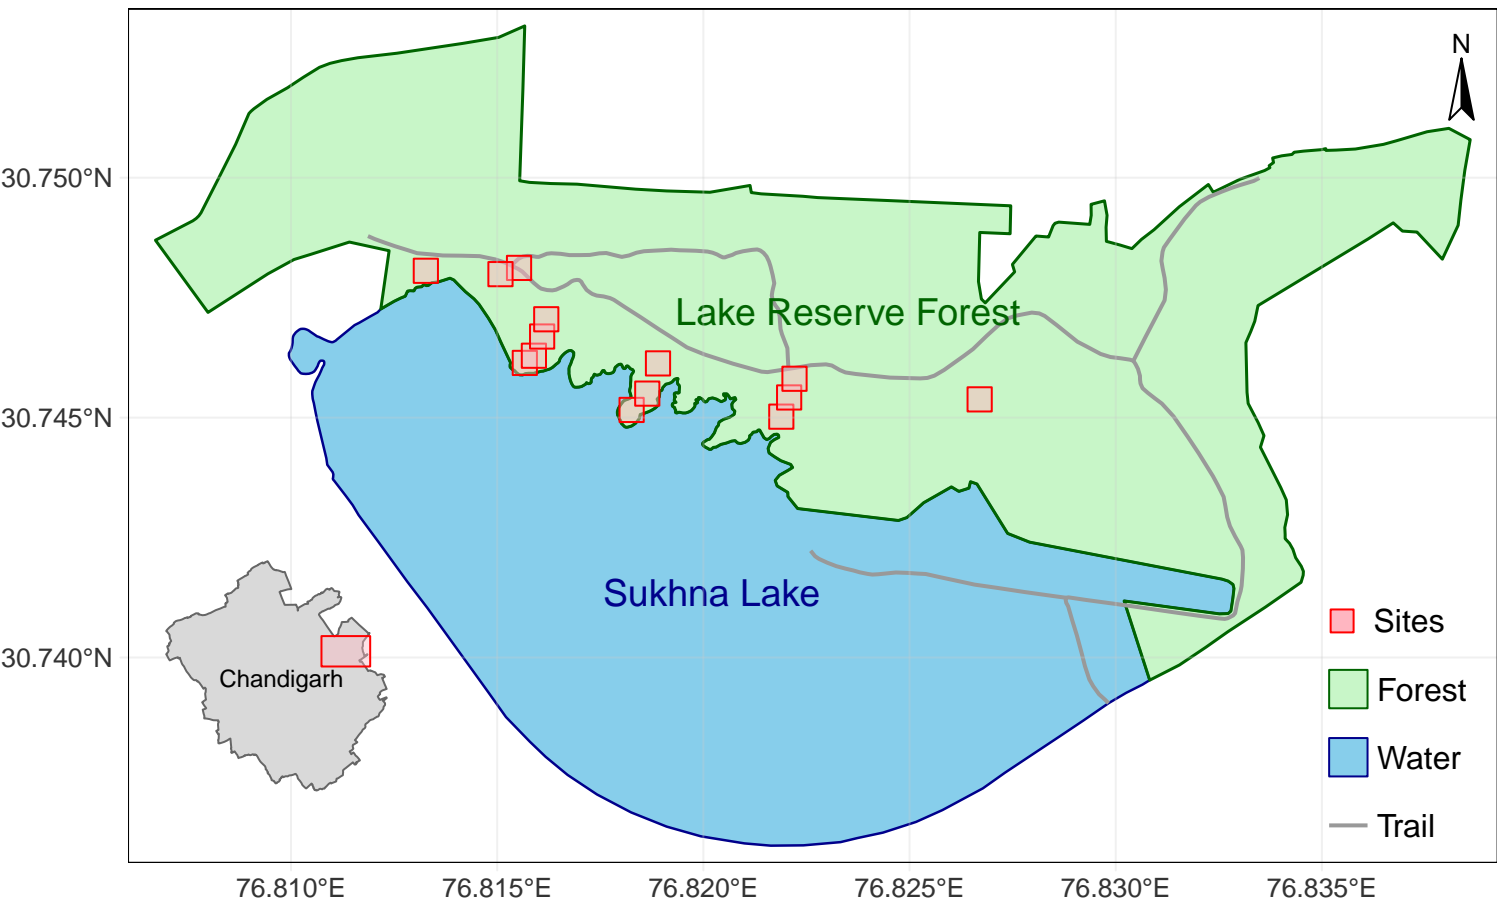 N
30.750°N
Lake Reserve Forest
30.745°N
Sukhna Lake
Sites
30.740°N
Chandigarh
Forest
Water
Trail
76.810°E
76.815°E
76.820°E
76.825°E
76.830°E
76.835°E